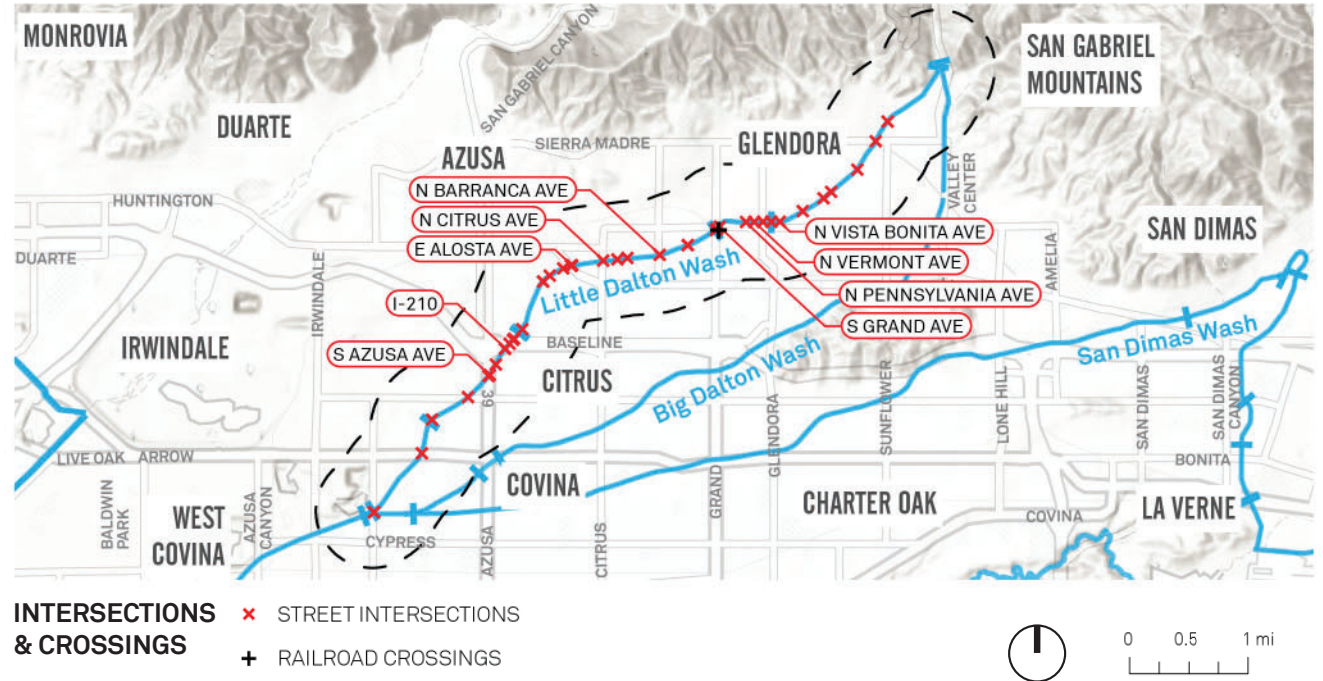 MONROVIA
SAN GABRIEL
MOUNTAINS
SAN GABRIEL CANYON
DUARTE
SIERRA MADRE
GLENDORA
AZUSA
N BARRANCA AVE
HUNTINGTON
VALLEY
CENTER
N CITRUS AVE
N VISTA BONITA AVE
SAN DIMAS
E ALOSTA AVE
DUARTE
N VERMONT AVE
AMELIA
Little Dalton Wash
I-210
IRWINDALE
N PENNSYLVANIA AVE
S GRAND AVE
BASELINE
IRWINDALE
S AZUSA AVE
San Dimas Wash
CITRUS
Big Dalton Wash
39
GLENDORA
SUNFLOWER
LONE HILL
SAN DIMAS
SAN DIMAS
CANYON
LIVE OAK
ARROW
BONITA
COVINA
GRAND
CHARTER OAK
LA VERNE
BALDWIN
PARK
AZUSA
CANYON
WEST
COVINA
COVINA
CYPRESS
AZUSA
CITRUS
INTERSECTIONS
& CROSSINGS
STREET INTERSECTIONS
RAILROAD CROSSINGS
0 0.5 1 mi